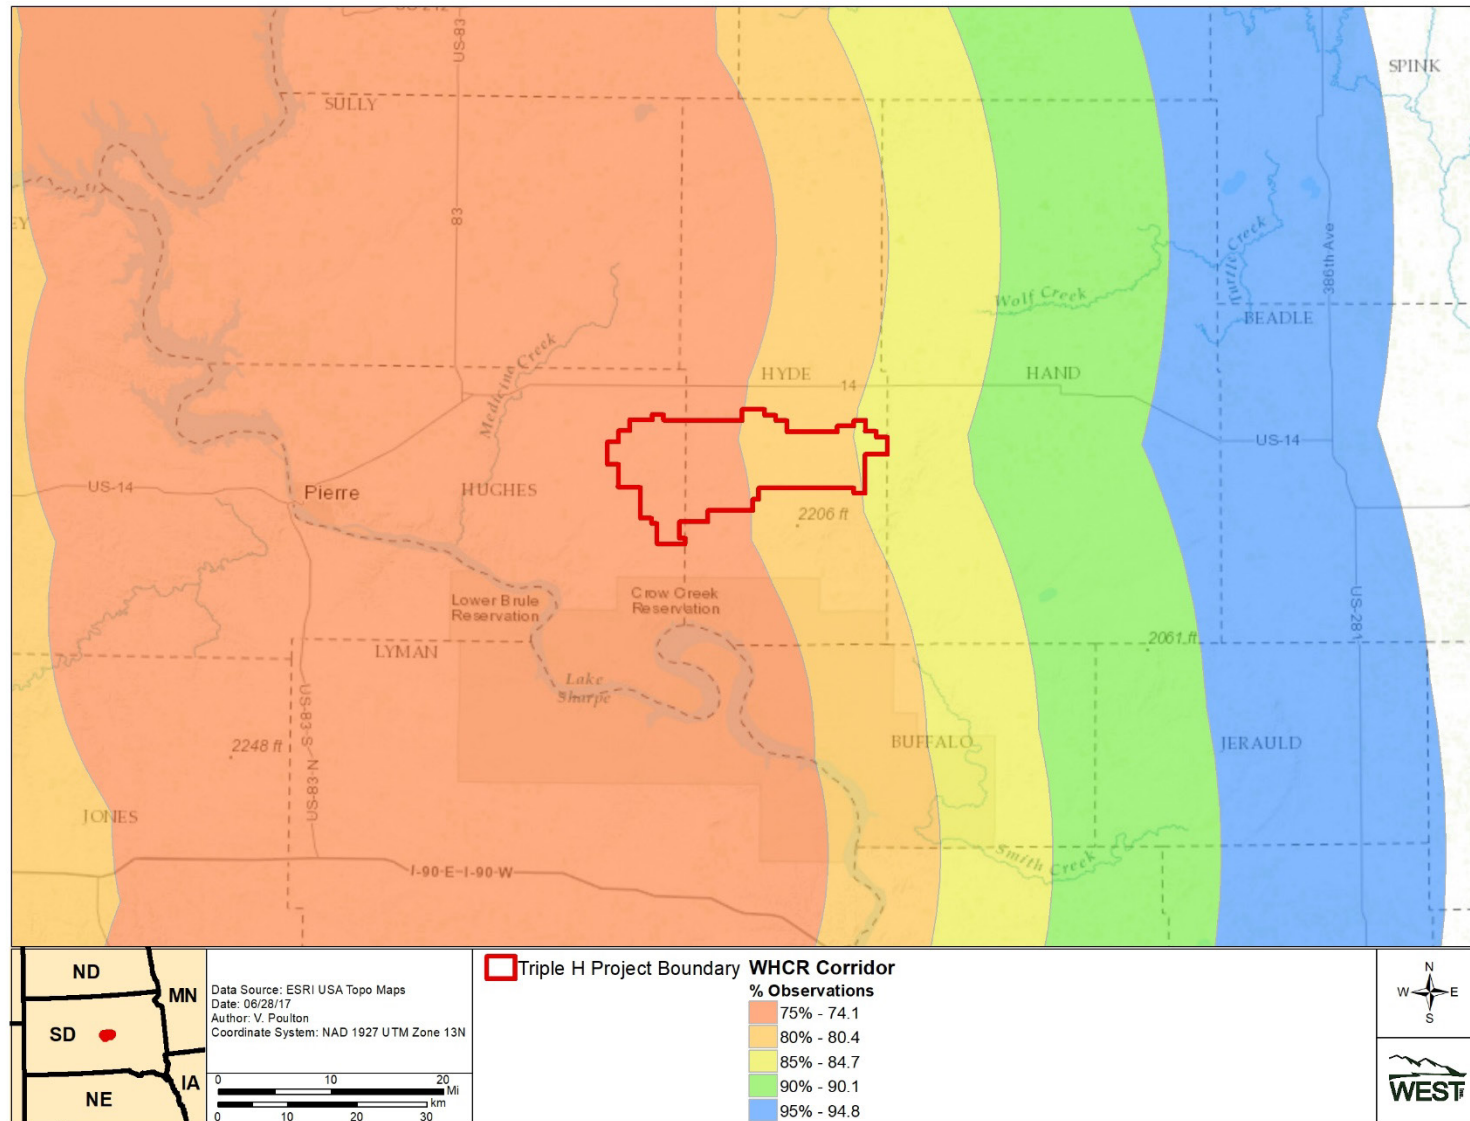 US-212
US-83
SPINK
SULLY
EY
83
386th Ave
Turtle Creek
Wolf Creek
BEADLE
Medicine Creek
HYDE
14
HAND
US-14
US-14
Pierre
HUGHES
2206 ft
Lower Brule
Reservation
Crow Creek
Reservation
US-281
2061 ft
LYMAN
Lake
Sharpe
US-83-S
US-83-N
2248 ft
BUFFALO
JERAULD
JONES
I-90-E-I-90-W
Smith Creek
ND
MN
SD
IA
NE
Data Source: ESRI USA Topo Maps
Date: 06/28/17
Author: V. Poulton
Coordinate System: NAD 1927 UTM Zone 13N
0 10 20
Mi
km
0 10 20 30
Triple H Project Boundary
WHCR Corridor
% Observations
75% - 74.1
80% - 80.4
85% - 84.7
90% - 90.1
95% - 94.8
N
W E
S
WEST